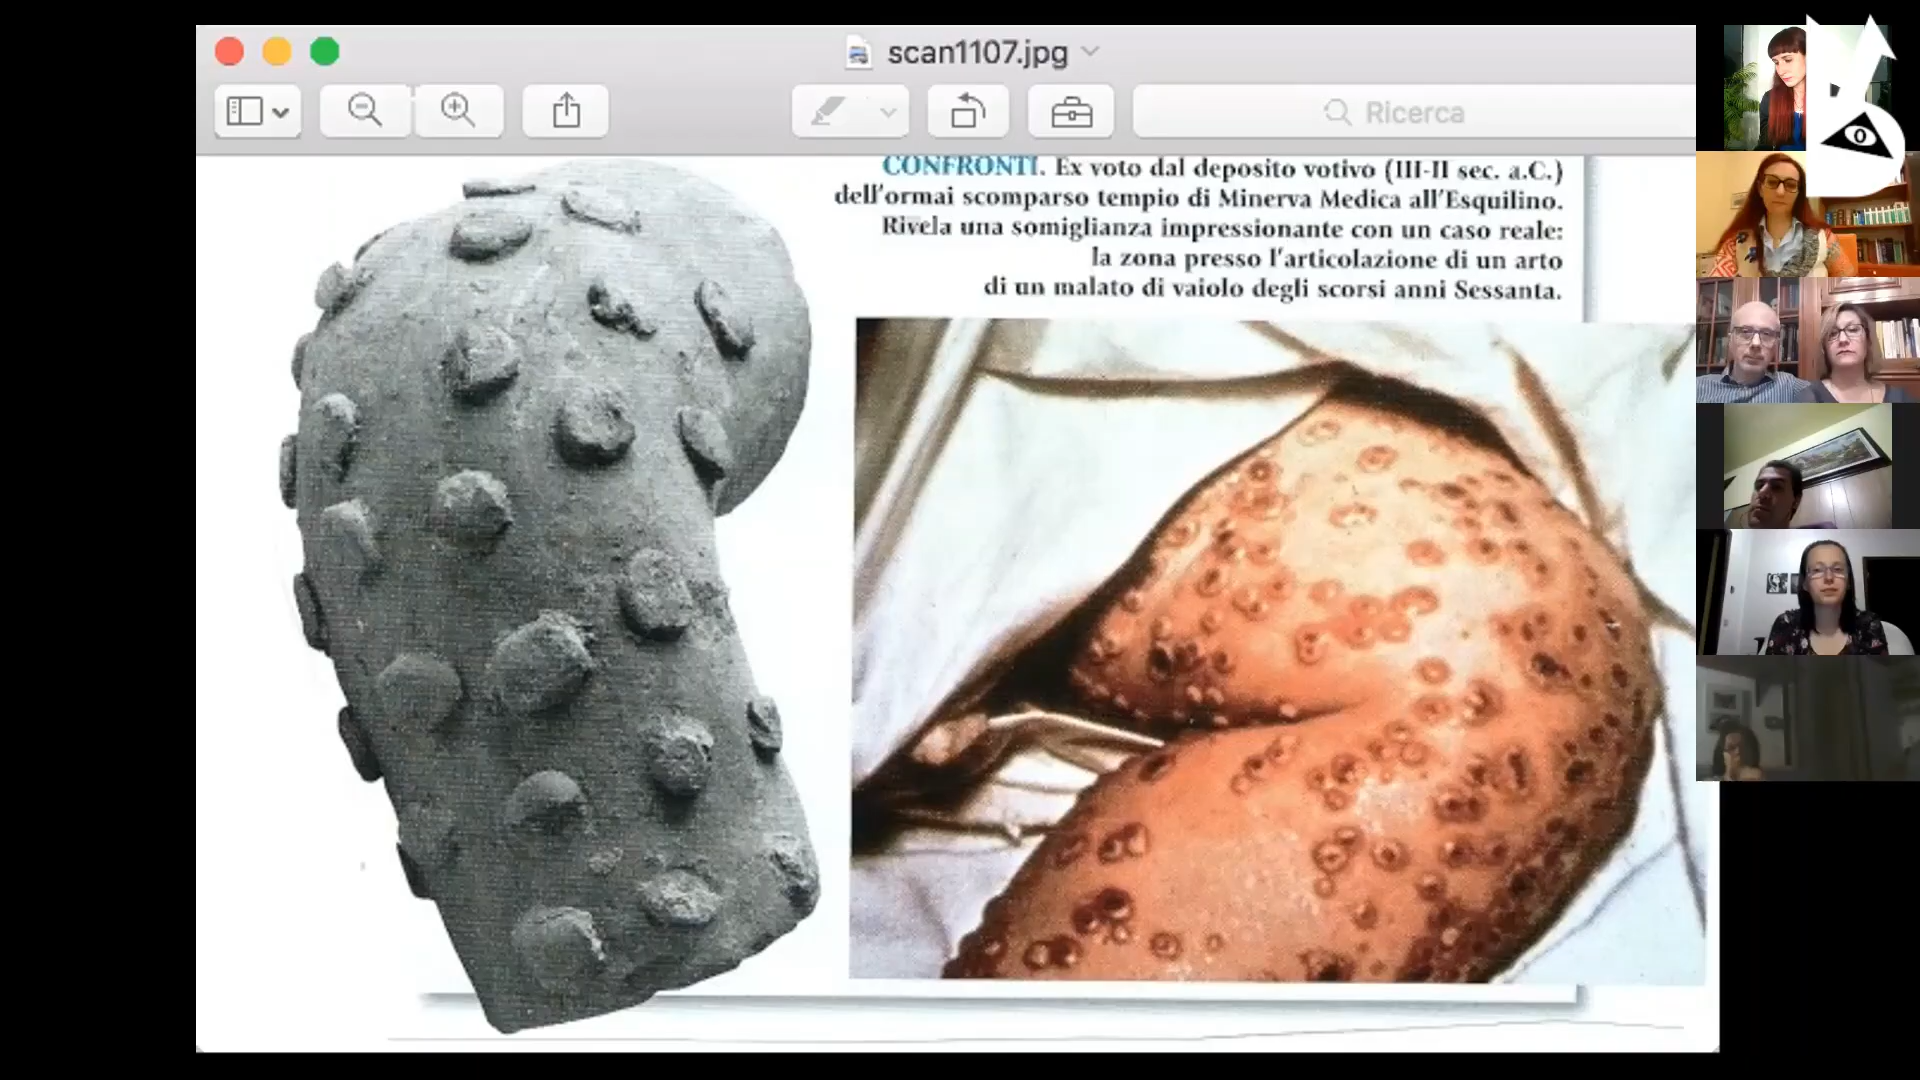 scan1107.jpg
Ricerca
CONFRONTI. Ex voto dal deposito votivo (III-II sec. a.C.)
dell'ormai scomparso tempio di Minerva Medica all'Esquilino.
Rivela una somiglianza impressionante con un caso reale:
la zona presso l'articolazione di un arto
di un malato di vaiolo degli scorsi anni Sessanta.